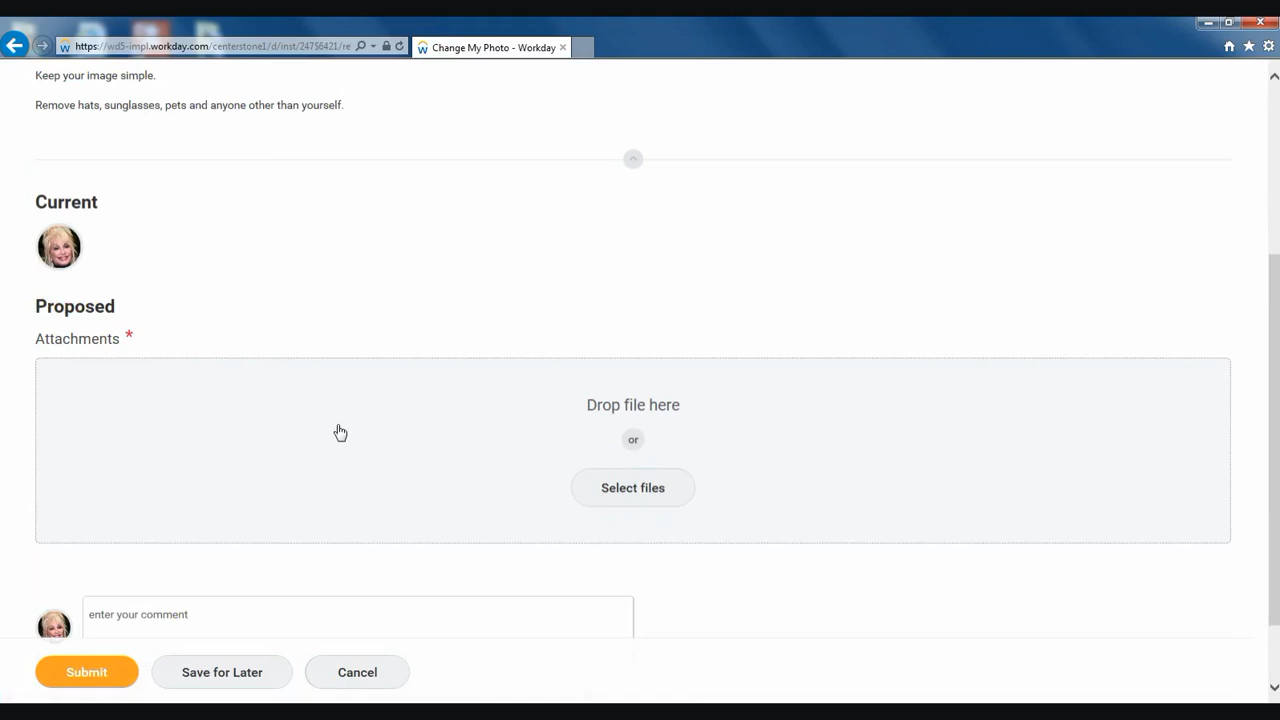 https://wd5-impl.workday.com/centerstone1/d/inst/247$6421/re
Change My Photo - Workday
Keep your image simple.
Remove hats, sunglasses, pets and anyone other than yourself.
Current
Proposed
Attachments *
Drop file here
or
Select files
enter your comment
Submit
Save for Later
Cancel